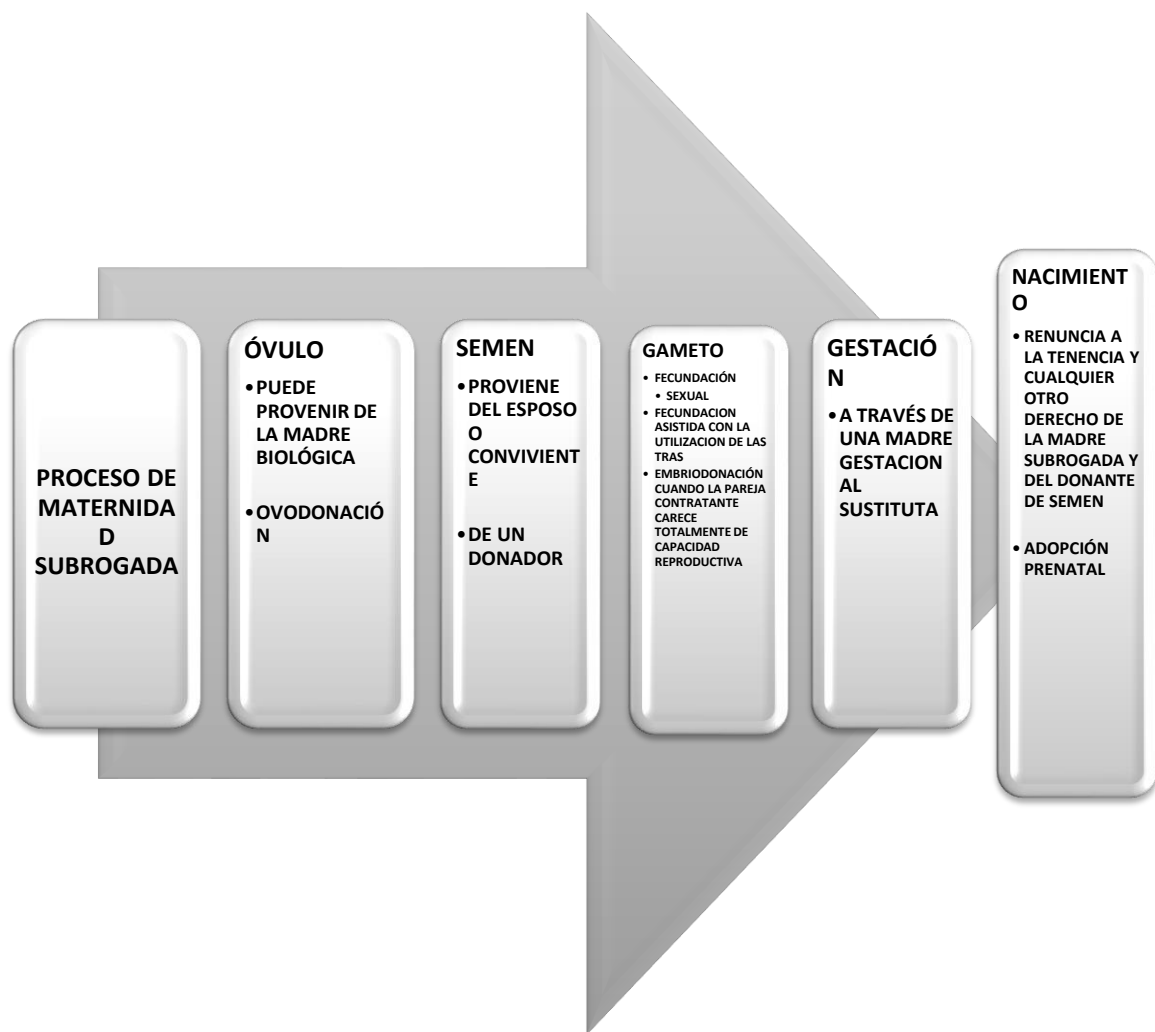 PROCESO DE
MATERNIDA
D
SUBROGADA
ÓVULO
•PUEDE
PROVENIR DE
LA MADRE
BIOLÓGICA
•OVODONACIÓ
N
SEMEN
•PROVIENE
DEL ESPOSO
O
CONVIVIENT
E
•DE UN
DONADOR
GAMETO
• FECUNDACIÓN
• SEXUAL
• FECUNDACION
ASISTIDA CON LA
UTILIZACION DE LAS
TRAS
• EMBRIODONACIÓN
CUANDO LA PAREJA
CONTRATANTE
CARECE
TOTALMENTE DE
CAPACIDAD
REPRODUCTIVA
GESTACIÓ
N
•A TRAVÉS DE
UNA MADRE
GESTACION
AL
SUSTITUTA
NACIMIENT
O
• RENUNCIA A
LA TENENCIA Y
CUALQUIER
OTRO
DERECHO DE
LA MADRE
SUBROGADA Y
DEL DONANTE
DE SEMEN
• ADOPCIÓN
PRENATAL